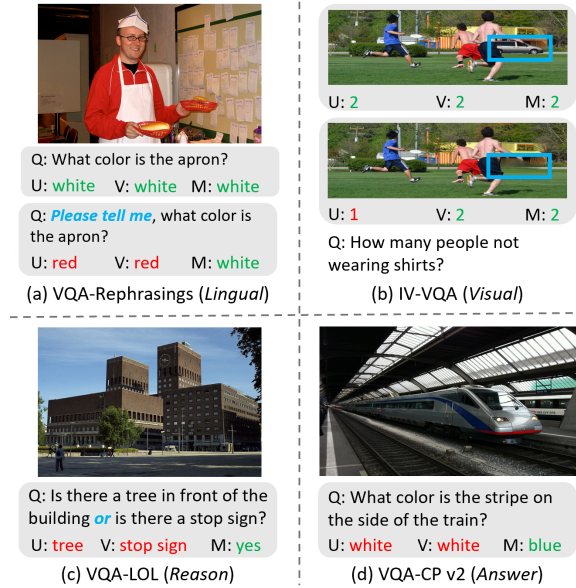 Q: What color is the apron?
U: white V: white M: white
Q: Please tell me, what color is
the apron?
U: red V: red M: white
(a) VQA-Rephrasings (Lingual)
U: 2 V: 2 M: 2
U: 1 V: 2 M: 2
Q: How many people not
wearing shirts?
(b) IV-VQA (Visual)
Q: Is there a tree in front of the
building or is there a stop sign?
U: tree V: stop sign M: yes
(c) VQA-LOL (Reason)
Q: What color is the stripe on
the side of the train?
U: white V: white M: blue
(d) VQA-CP v2 (Answer)